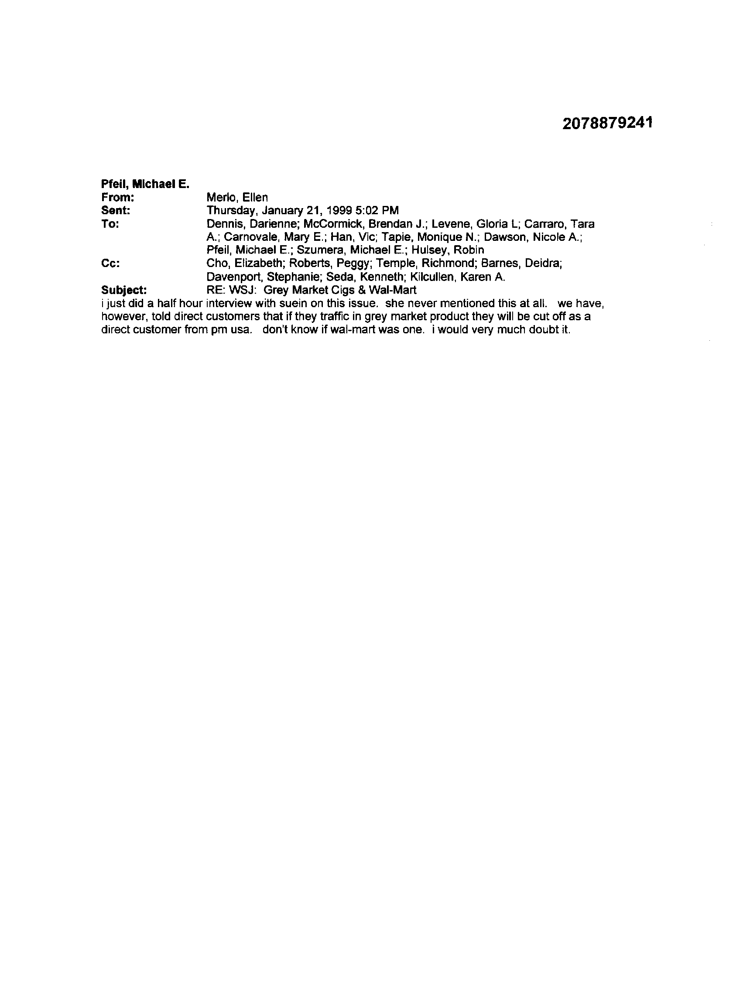 2078879241
Pfeil, Michael E.
From: Merlo, Ellen
Sent: Thursday, January 21, 1999 5:02 PM
To: Dennis, Darienne; McCormick, Brendan J.; Levene, Gloria L; Carraro, Tara
A.; Carnovale, Mary E.; Han, Vic; Tapie, Monique N.; Dawson, Nicole A.;
Pfeil, Michael E.; Szumera, Michael E.; Hulsey, Robin
Cc: Cho, Elizabeth; Roberts, Peggy; Temple, Richmond; Barnes, Deidra;
Davenport, Stephanie; Seda, Kenneth; Kilcullen, Karen A.
Subject: RE: WSJ: Grey Market Cigs & Wal-Mart
i just did a half hour interview with suein on this issue. she never mentioned this at all. we have,
however, told direct customers that if they traffic in grey market product they will be cut off as a
direct customer from pm usa. don't know if wal-mart was one. i would very much doubt it.